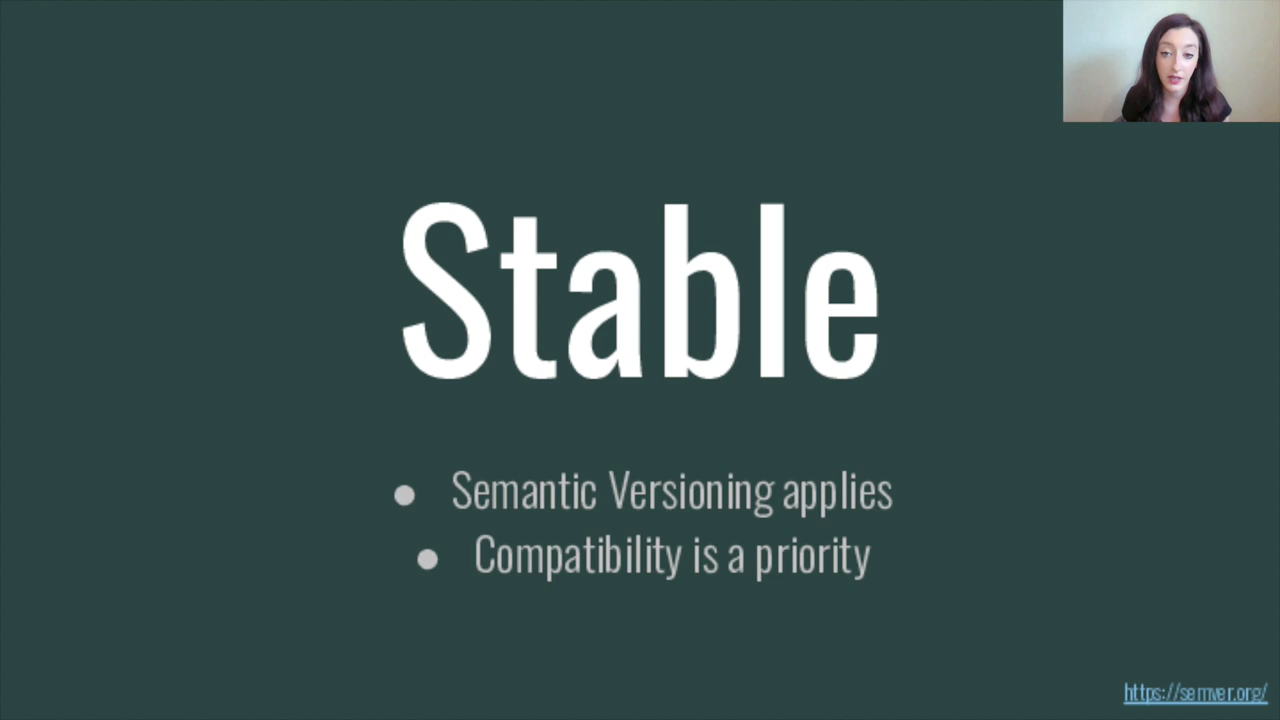 Stable
● Semantic Versioning applies
● Compatibility is a priority
https://semver.org/